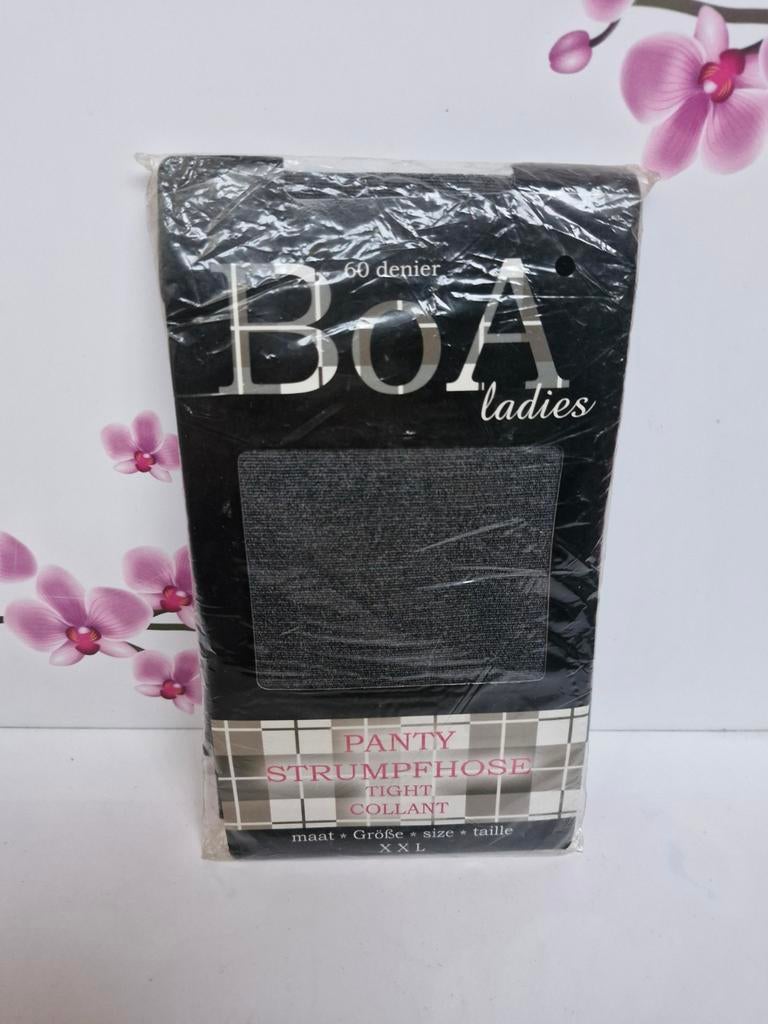 60 denier
BoA
ladies
PANTY
STRUMPFHOSE
TIGHT
COLLANT
maat * Größe * size * taille
XXL